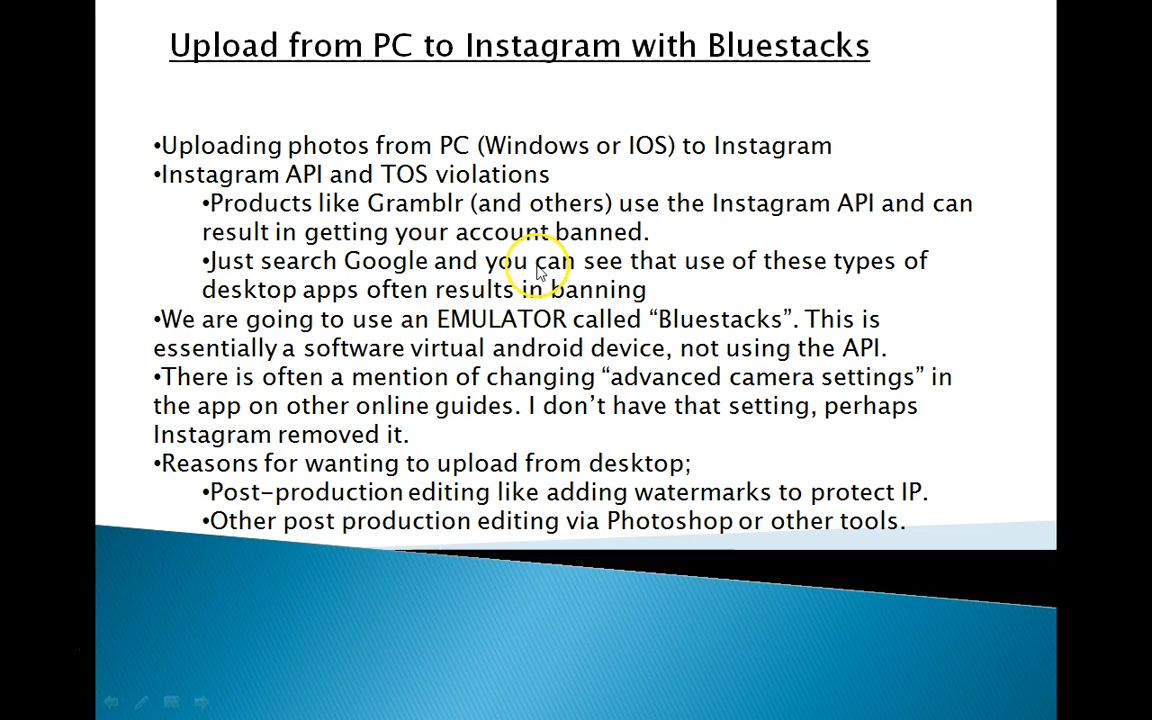 Upload from PC to Instagram with Bluestacks
•Uploading photos from PC (Windows or IOS) to Instagram
•Instagram API and TOS violations
•Products like Gramblr (and others) use the Instagram API and can
result in getting your account banned.
•Just search Google and you can see that use of these types of
desktop apps often results in banning
•We are going to use an EMULATOR called “Bluestacks”. This is
essentially a software virtual android device, not using the API.
•There is often a mention of changing “advanced camera settings” in
the app on other online guides. I don’t have that setting, perhaps
Instagram removed it.
•Reasons for wanting to upload from desktop;
•Post-production editing like adding watermarks to protect IP.
•Other post production editing via Photoshop or other tools.